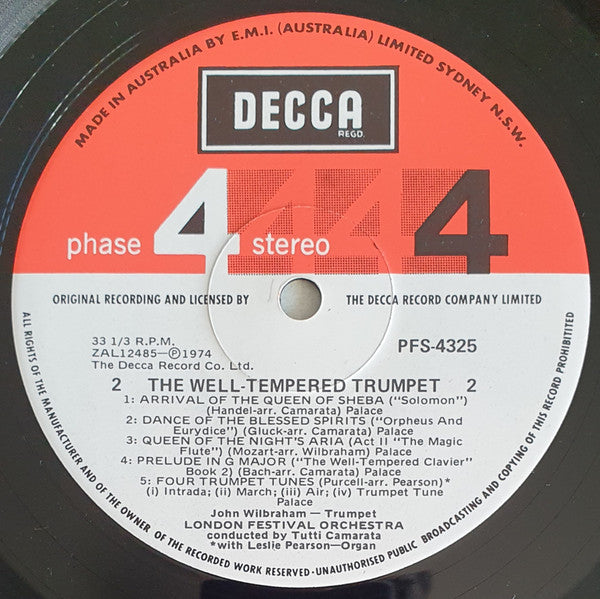 MADE IN AUSTRALIA BY E.M.I. (AUSTRALIA) LIMITED SYDNEY N.S.W.
DECCA
REGD.
phase 4 stereo 444
ORIGINAL RECORDING AND LICENSED BY THE DECCA RECORD COMPANY LIMITED
33 1/3 R.P.M.
ZAL12485—Ⓟ1974
The Decca Record Co. Ltd.
PFS-4325
2 THE WELL-TEMPERED TRUMPET 2
1: ARRIVAL OF THE QUEEN OF SHEBA ("Solomon")
(Handel-arr. Camarata) Palace
2: DANCE OF THE BLESSED SPIRITS ("Orpheus And
Eurydice") (Gluck-arr. Camarata) Palace
3: QUEEN OF THE NIGHT'S ARIA (Act II "The Magic
Flute") (Mozart-arr. Wilbraham) Palace
4: PRELUDE IN G MAJOR ("The Well-Tempered Clavier"
Book 2) (Bach-arr. Camarata) Palace
5: FOUR TRUMPET TUNES (Purcell-arr. Pearson)*
(i) Intrada; (ii) March; (iii) Air; (iv) Trumpet Tune
Palace
John Wilbraham — Trumpet
LONDON FESTIVAL ORCHESTRA
conducted by Tutti Camarata
*with Leslie Pearson—Organ
ALL RIGHTS OF THE MANUFACTURER AND OF THE OWNER OF THE RECORDED WORK RESERVED-UNAUTHORISED PUBLIC BROADCASTING AND COPYING OF THIS RECORD PROHIBITITED